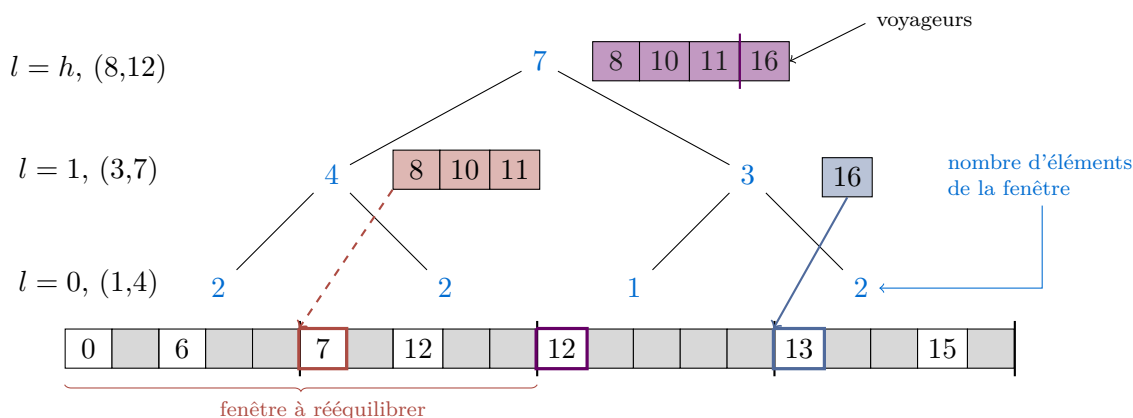 voyageurs
l = h, (8,12)
7
8 10 11 16
l = 1, (3,7)
4
8 10 11
3
16
nombre d'éléments
de la fenêtre
l = 0, (1,4)
2
2
1
2
0 6 7 12 12 13 15
fenêtre à rééquilibrer